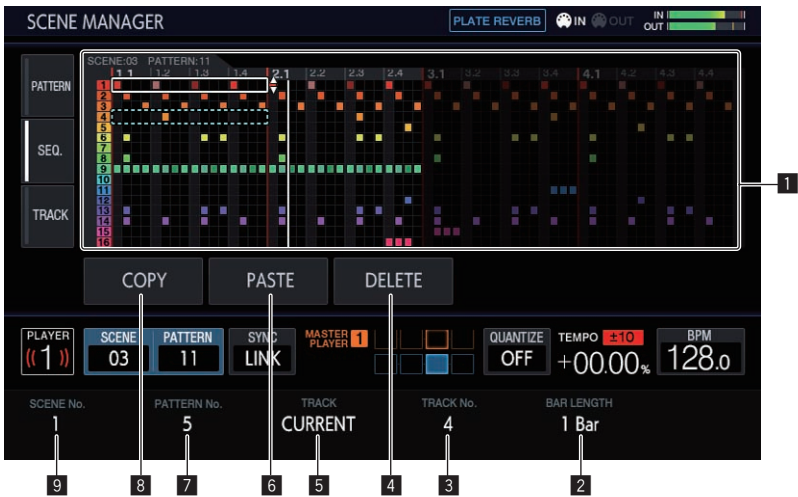 SCENE MANAGER
PLATE REVERB
IN
OUT
IN
OUT
SCENE:03 PATTERN:11
1.1 1.2 1.3 1.4 2.1 2.2 2.3 2.4 3.1 3.2 3.3 3.4 4.1 4.2 4.3 4.4
PATTERN
SEQ.
TRACK
1
2
3
4
5
6
7
8
9
10
11
12
13
14
15
16
1
COPY
PASTE
DELETE
PLAYER
1
SCENE
03
PATTERN
11
SYNC
LINK
MASTER
PLAYER 1
QUANTIZE
OFF
TEMPO ±10
+00.00%
BPM
128.0
SCENE No.
1
PATTERN No.
5
TRACK
CURRENT
TRACK No.
4
BAR LENGTH
1 Bar
9 8 7 6 5 4 3 2